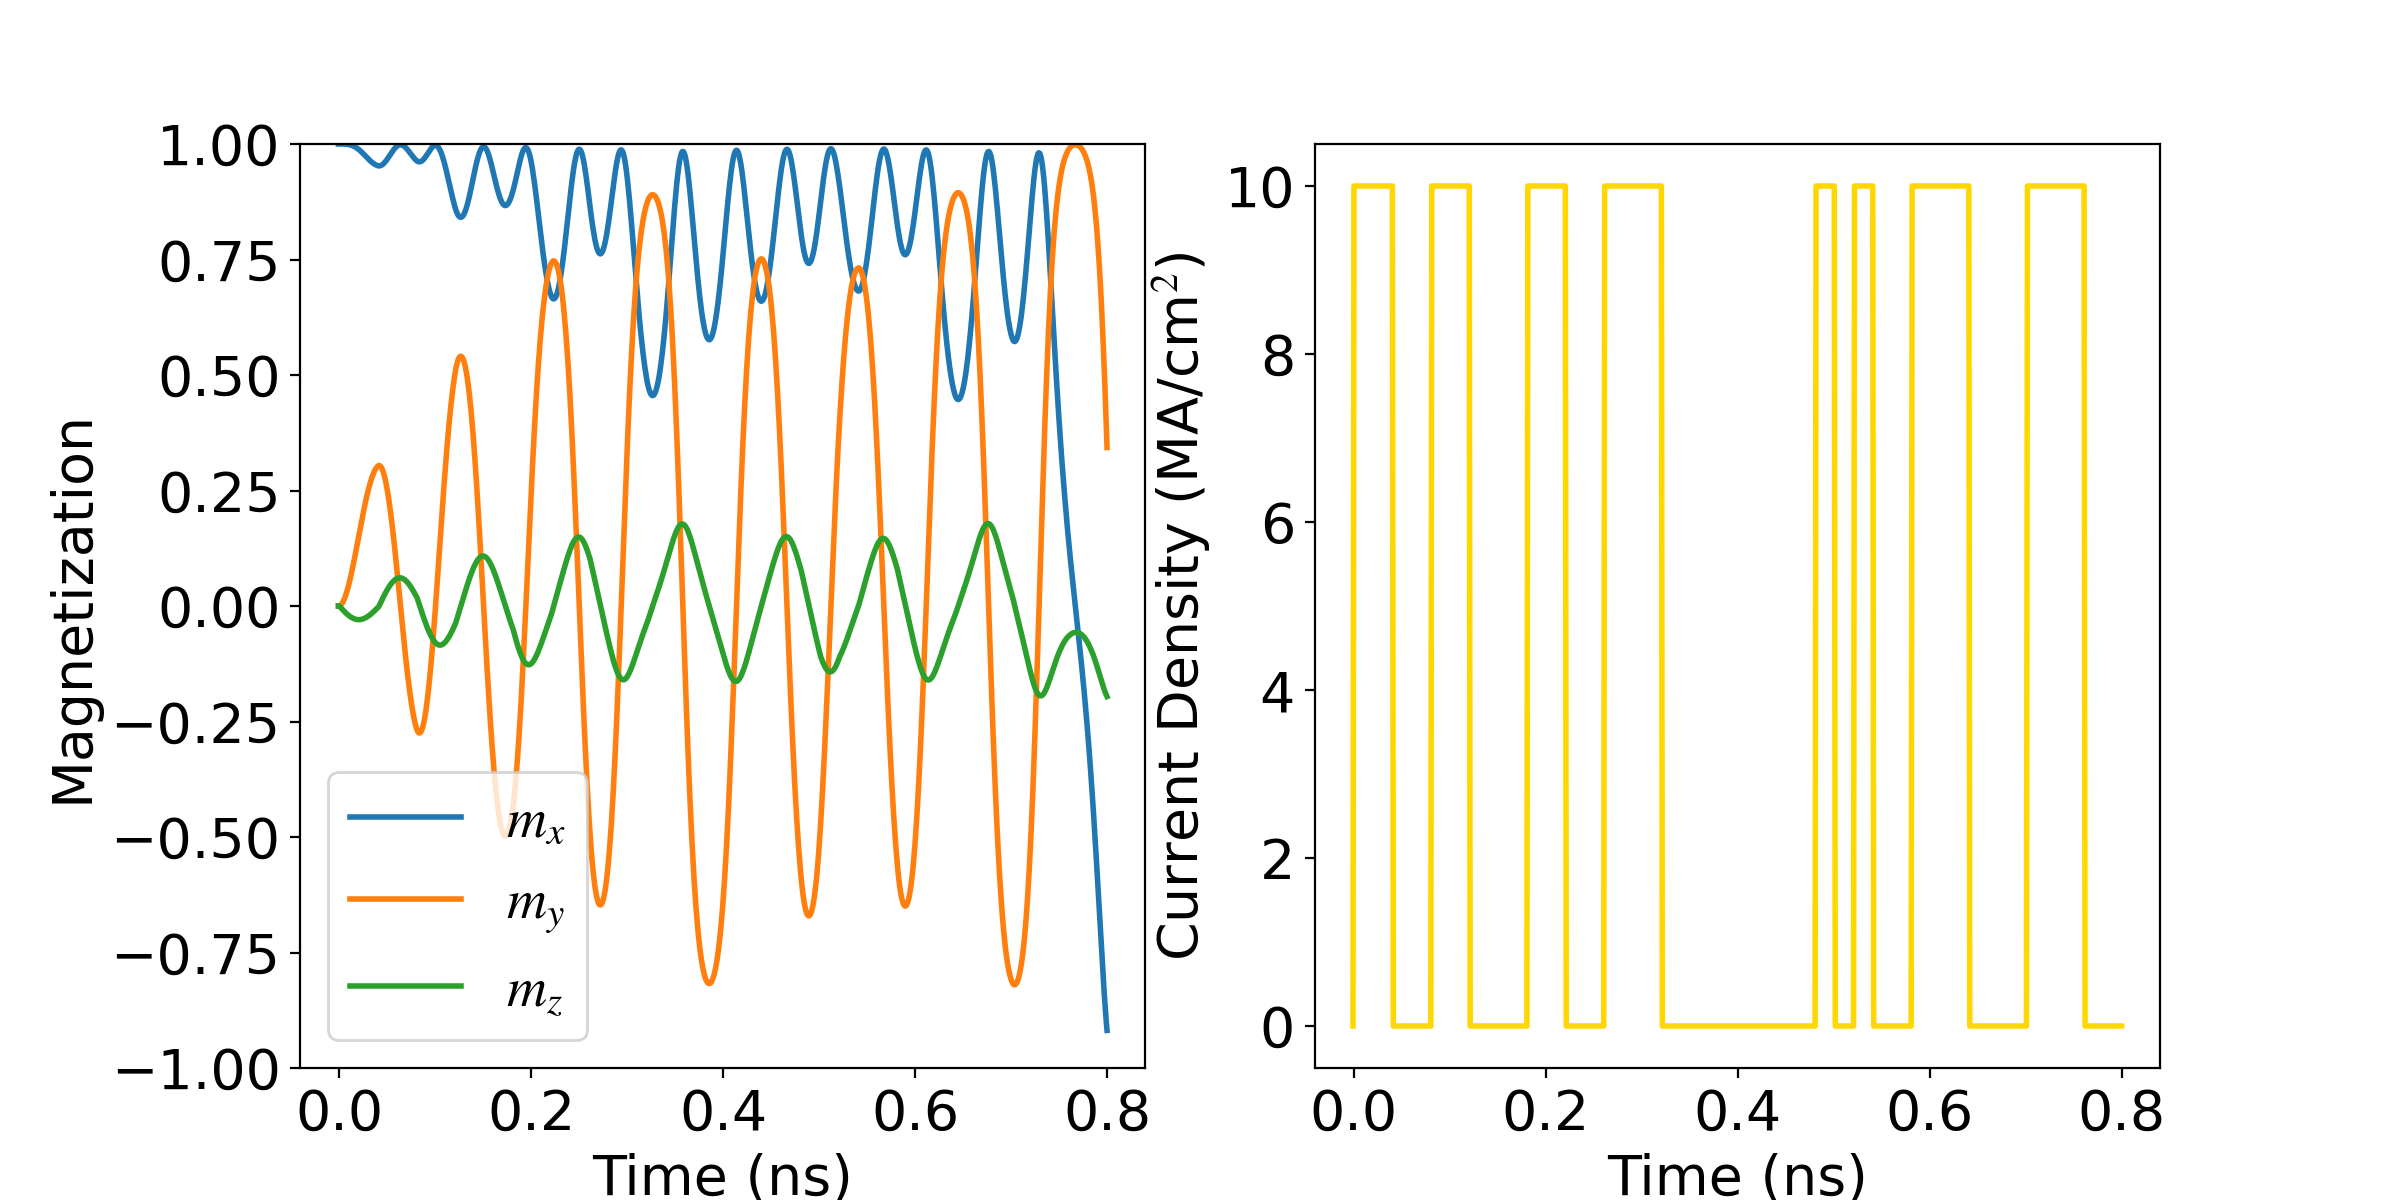 Magnetization
1.00
0.75
0.50
0.25
0.00
−0.25
−0.50
−0.75
−1.00
0.0 0.2 0.4 0.6 0.8
Time (ns)
m_x
m_y
m_z
Current Density (MA/cm²)
10
8
6
4
2
0
0.0 0.2 0.4 0.6 0.8
Time (ns)